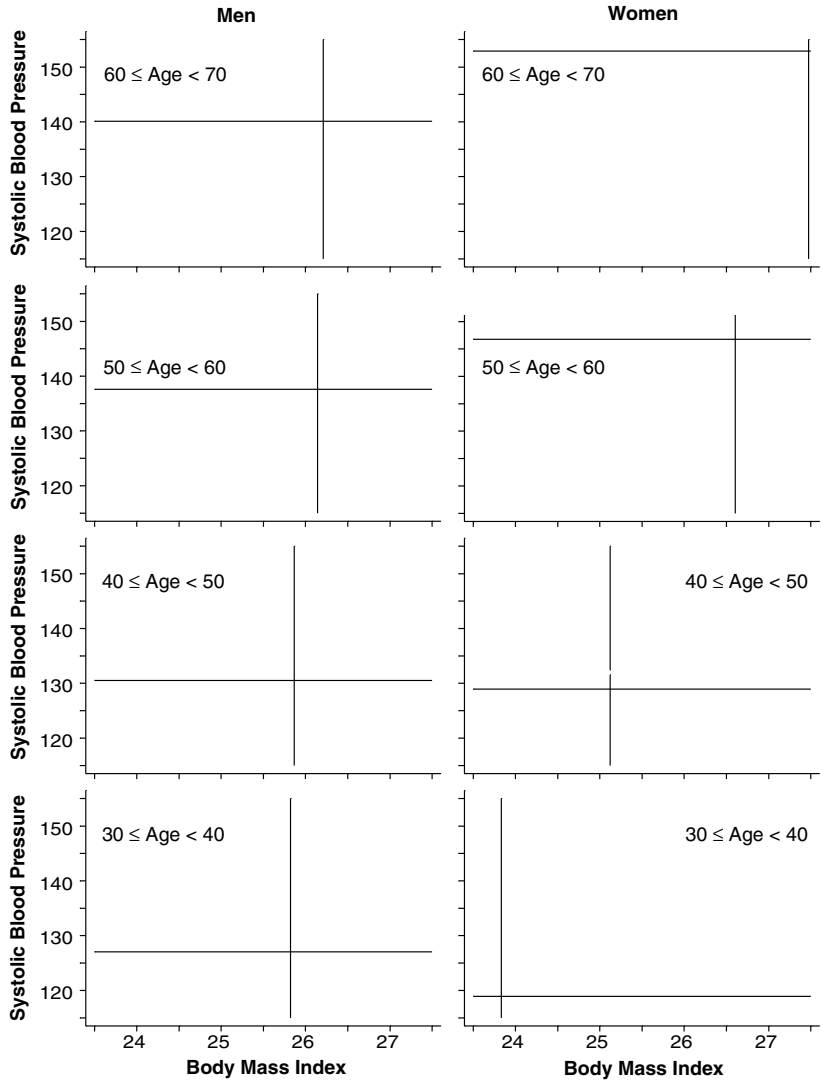 Men
Women
Systolic Blood Pressure
150
140
130
120
60 ≤ Age < 70
60 ≤ Age < 70
Systolic Blood Pressure
150
140
130
120
50 ≤ Age < 60
50 ≤ Age < 60
Systolic Blood Pressure
150
140
130
120
40 ≤ Age < 50
40 ≤ Age < 50
Systolic Blood Pressure
150
140
130
120
30 ≤ Age < 40
30 ≤ Age < 40
24 25 26 27
24 25 26 27
Body Mass Index
Body Mass Index